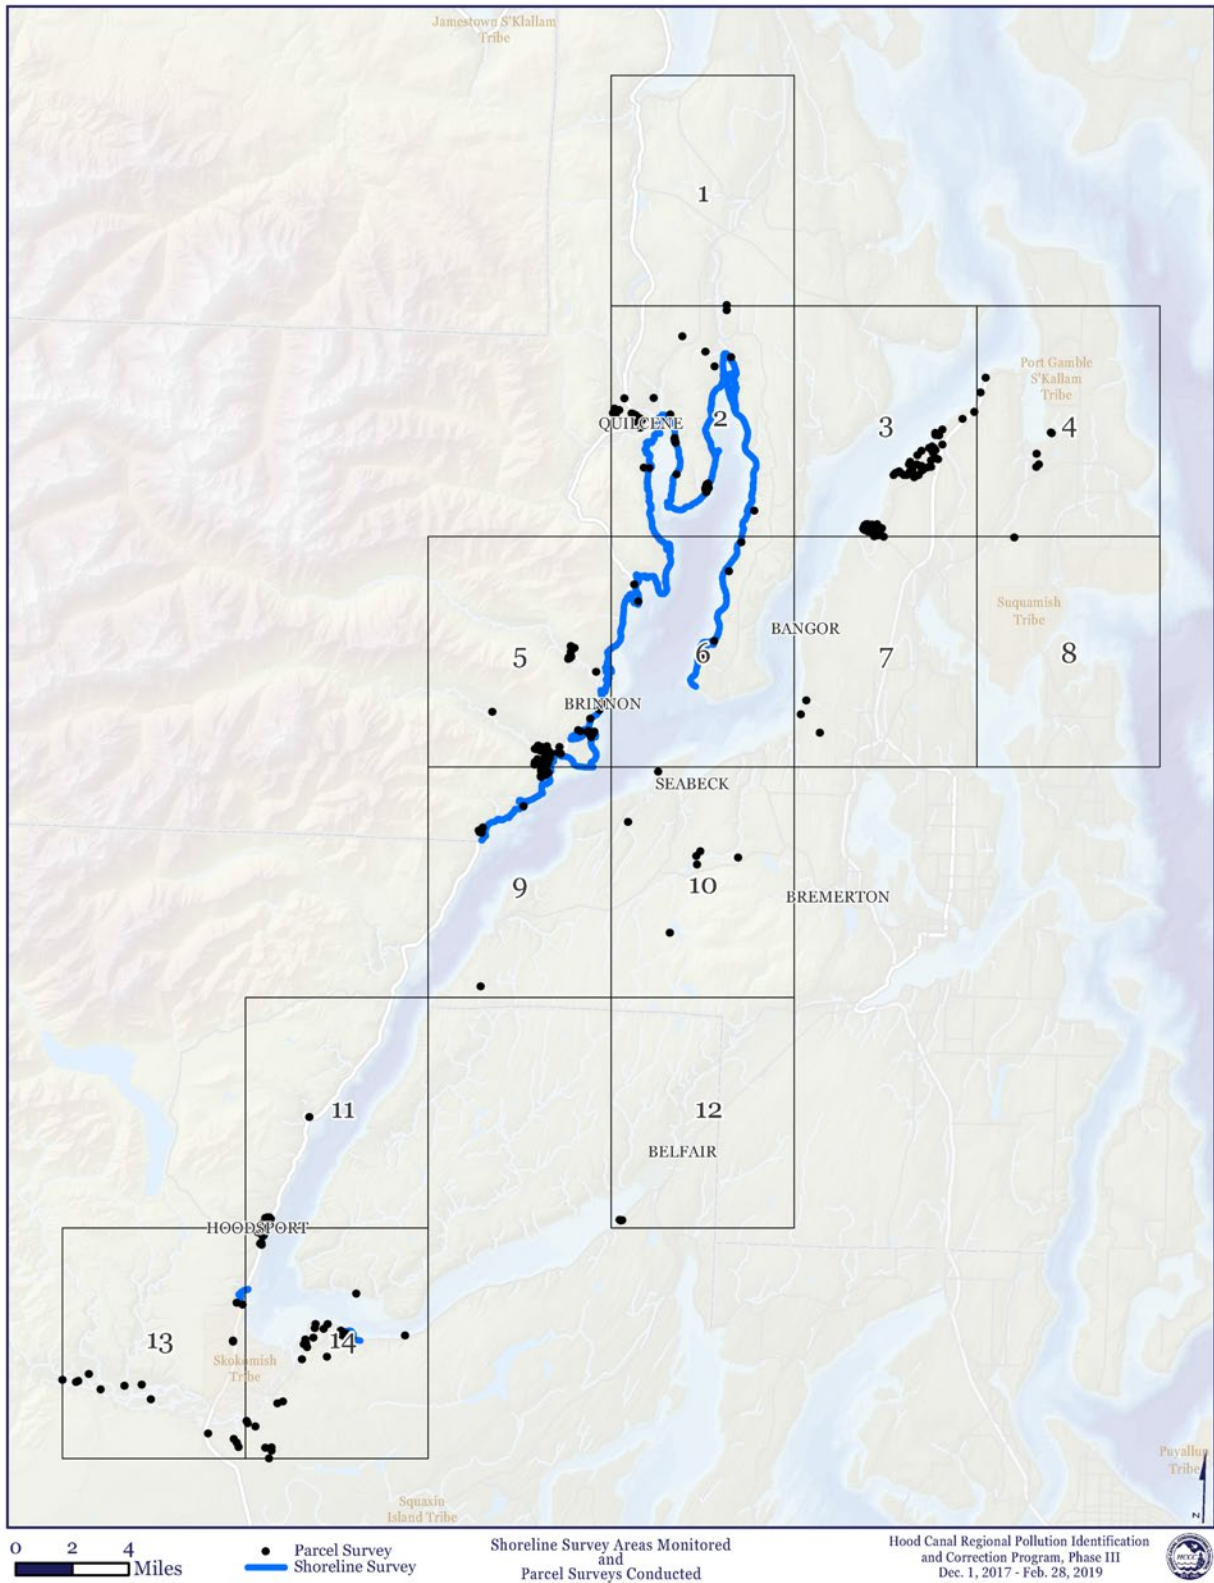 Jamestown S'Klallam
Tribe
1
Port Gamble
S'Kallam
Tribe
2
3
4
QUILCENE
Suquamish
Tribe
BANGOR
5
6
7
8
BRINNON
SEABECK
9
10
BREMERTON
11
12
BELFAIR
HOODSPORT
13
14
Skokomish
Tribe
Puyallup
Tribe
Squaxin
Island Tribe
N
0 2 4
Miles
Parcel Survey
Shoreline Survey
Shoreline Survey Areas Monitored
and
Parcel Surveys Conducted
Hood Canal Regional Pollution Identification
and Correction Program, Phase III
Dec. 1, 2017 - Feb. 28, 2019
HCCC